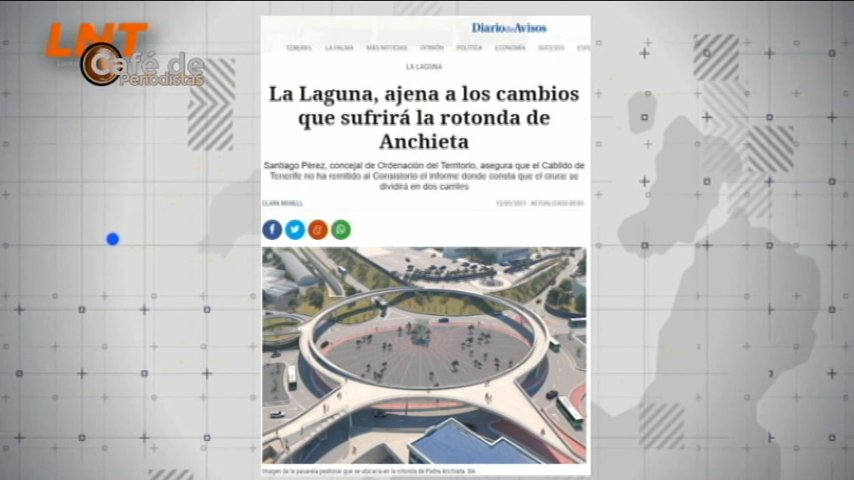 LNT
Café de
Periodistas
Diario de Avisos
TENERIFE LA PALMA MÁS NOTICIAS OPINIÓN POLÍTICA ECONOMÍA SUCESOS
LA LAGUNA
La Laguna, ajena a los cambios
que sufrirá la rotonda de
Anchieta
Santiago Pérez, concejal de Ordenación del Territorio, asegura que el Cabildo de
Tenerife no ha remitido al Consistorio el informe donde consta que el cruce se
dividirá en dos carriles
CLARA MORELL
ACTUALIZADO
Imagen de la pasarela peatonal que se ubicaría en la rotonda de Padre Anchieta. DA